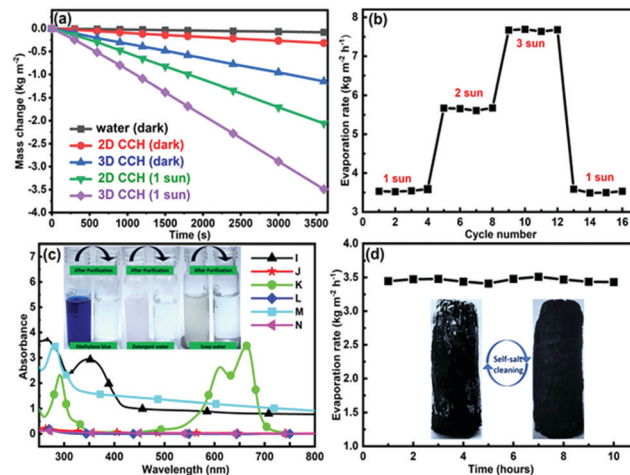 (a)
0.0
-0.5
-1.0
-1.5
-2.0
-2.5
-3.0
-3.5
-4.0
Mass change (kg m-2)
water (dark)
2D CCH (dark)
3D CCH (dark)
2D CCH (1 sun)
3D CCH (1 sun)
0 500 1000 1500 2000 2500 3000 3500
Time (s)
(b)
9
8
7
6
5
4
3
2
Evaporation rate (kg m-2 h-1)
1 sun
2 sun
3 sun
1 sun
0 2 4 6 8 10 12 14 16
Cycle number
(c)
7
6
5
4
3
2
1
0
Absorbance
After Purification
After Purification
After Purification
Methylene blue
Detergent water
Soap water
I
J
K
L
M
N
300 400 500 600 700 800
Wavelength (nm)
(d)
4.0
3.5
3.0
2.5
2.0
1.5
1.0
Evaporation rate (kg m-2 h-1)
Self-salt
cleaning
0 2 4 6 8 10
Time (hours)